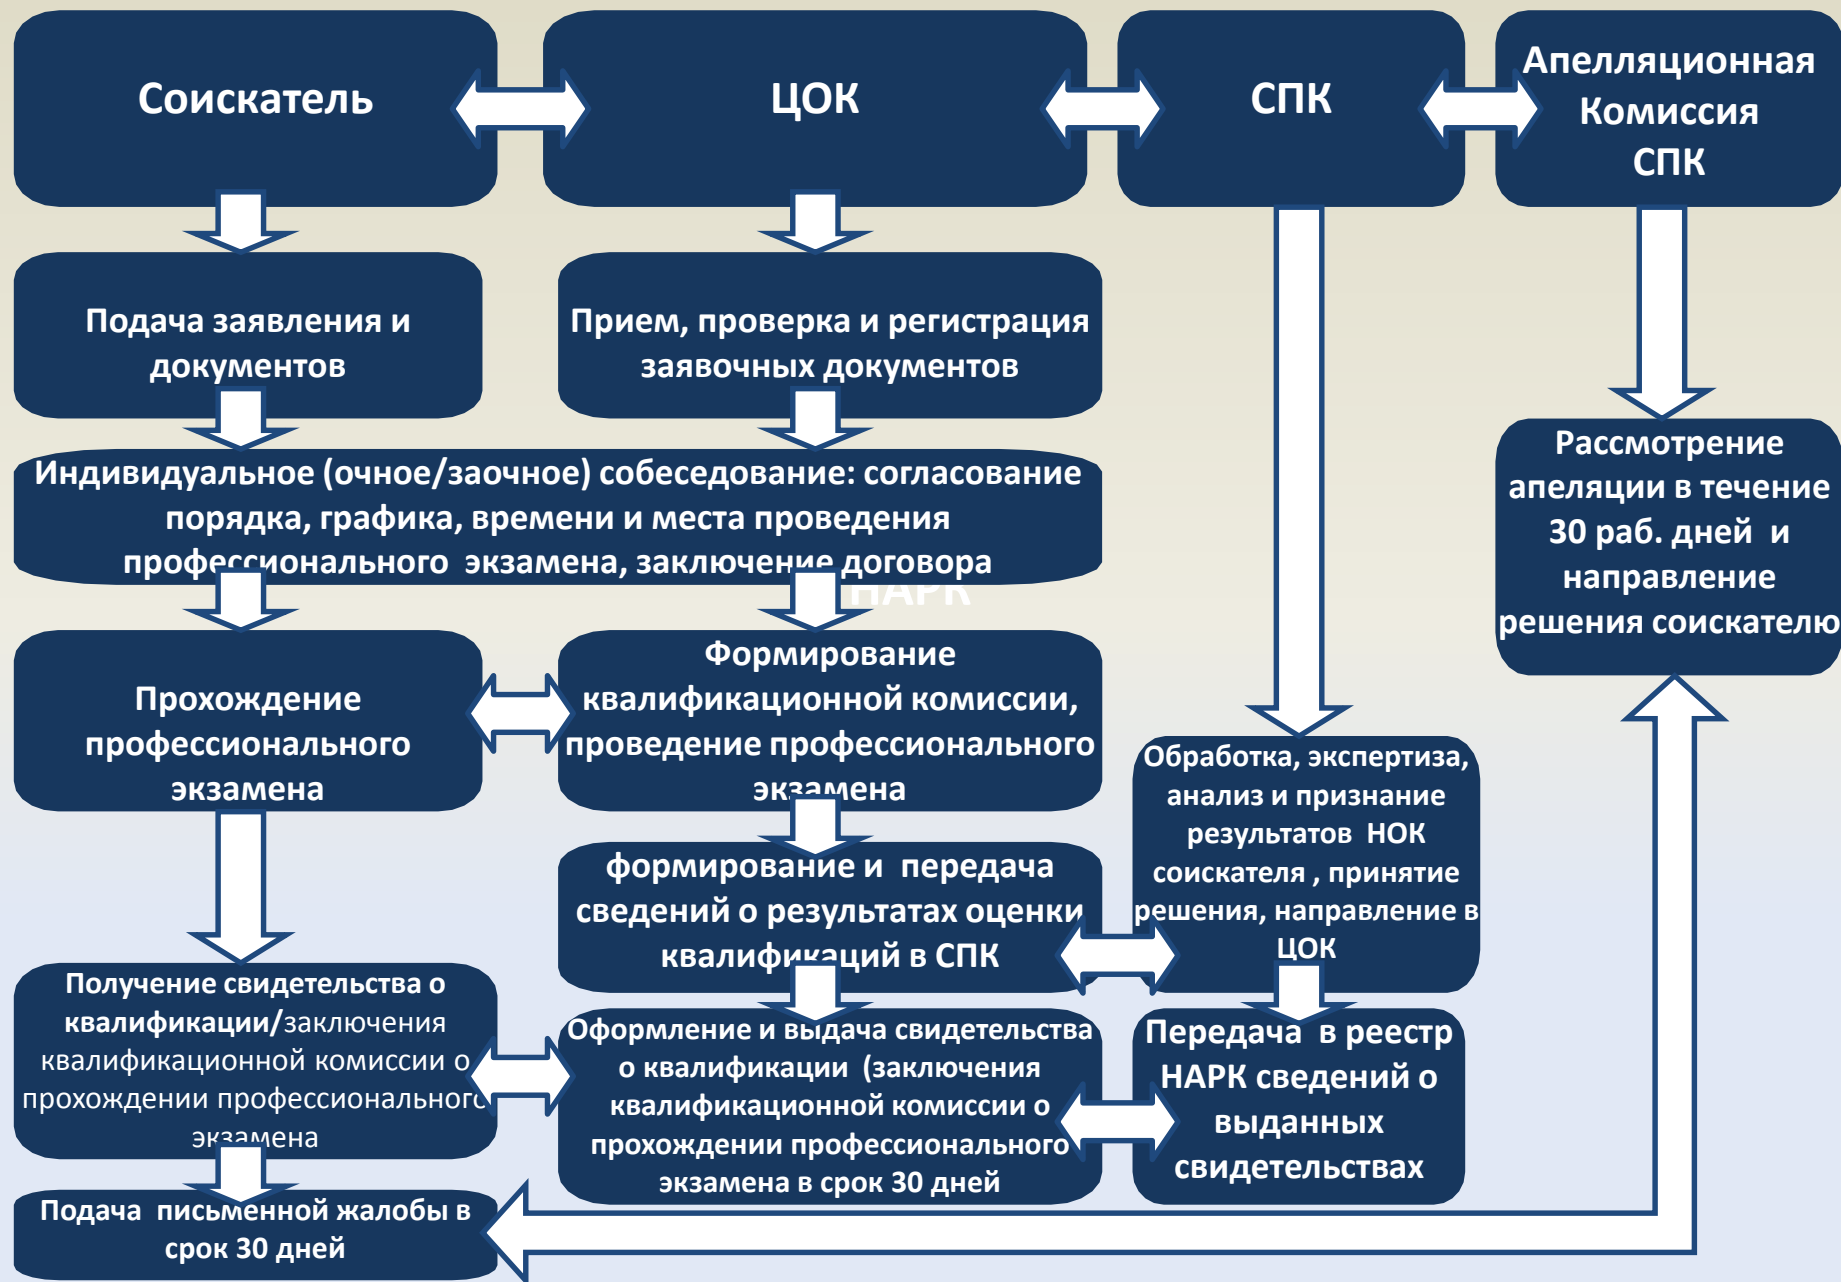 Соискатель
ЦОК
СПК
Апелляционная
Комиссия
СПК
Подача заявления и
документов
Прием, проверка и регистрация
заявочных документов
Индивидуальное (очное/заочное) собеседование: согласование
порядка, графика, времени и места проведения
профессионального экзамена, заключение договора
НАРК
Рассмотрение
апеляции в течение
30 раб. дней и
направление
решения соискателю
Прохождение
профессионального
экзамена
Формирование
квалификационной комиссии,
проведение профессионального
экзамена
Обработка, экспертиза,
анализ и признание
результатов НОК
соискателя , принятие
решения, направление в
ЦОК
формирование и передача
сведений о результатах оценки
квалификаций в СПК
Получение свидетельства о
квалификации/заключения
квалификационной комиссии о
прохождении профессионального
экзамена
Оформление и выдача свидетельства
о квалификации (заключения
квалификационной комиссии о
прохождении профессионального
экзамена в срок 30 дней
Передача в реестр
НАРК сведений о
выданных
свидетельствах
Подача письменной жалобы в
срок 30 дней